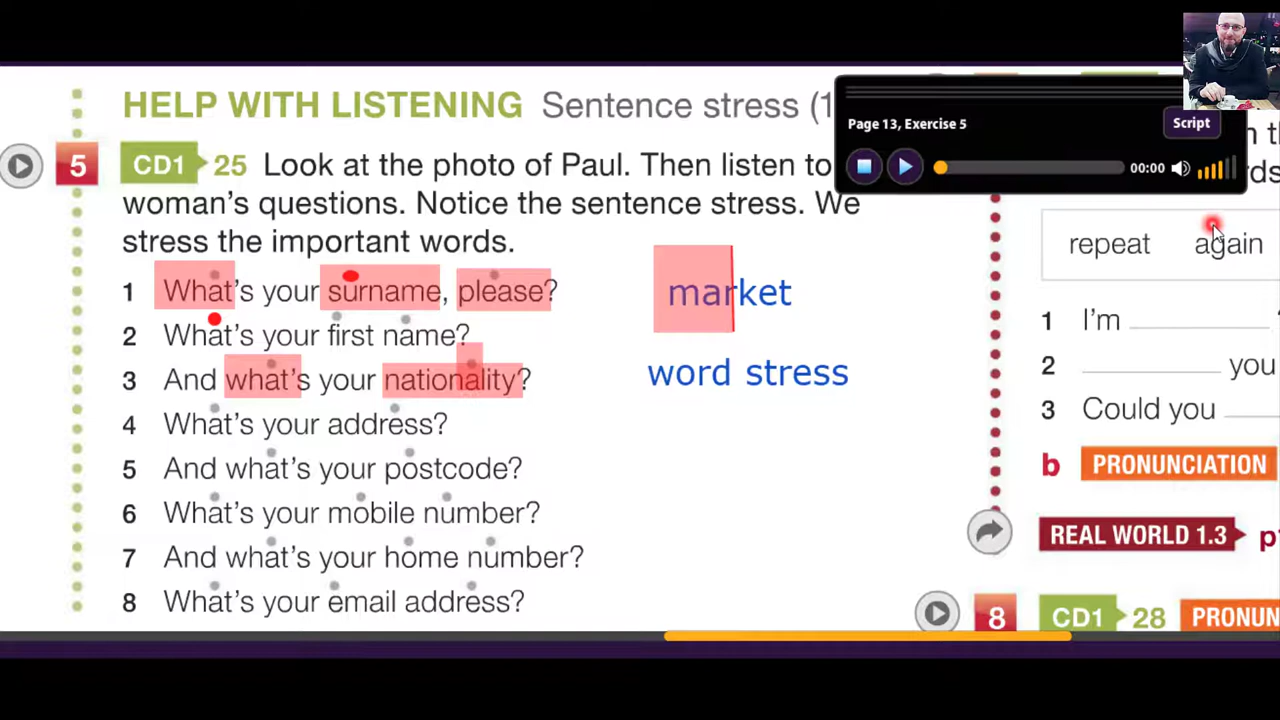 HELP WITH LISTENING Sentence stress (1
Page 13, Exercise 5
Script
00:00
5 CD1 25 Look at the photo of Paul. Then listen to
woman's questions. Notice the sentence stress. We
stress the important words.
1 What's your surname, please?
2 What's your first name?
3 And what's your nationality?
4 What's your address?
5 And what's your postcode?
6 What's your mobile number?
7 And what's your home number?
8 What's your email address?
market
word stress
repeat again
1 I'm
2 you
3 Could you
b PRONUNCIATION
REAL WORLD 1.3
8 CD1 28 PRONUN